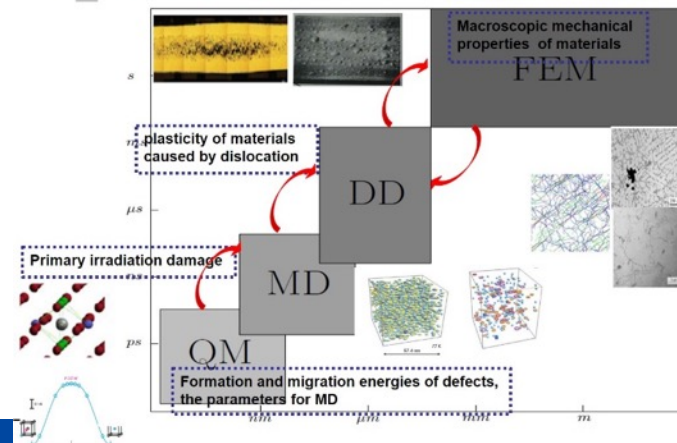 Macroscopic mechanical
properties of materials
FEM
s
plasticity of materials
caused by dislocation
ms
DD
μs
Primary irradiation damage
MD
ps
QM
Formation and migration energies of defects,
the parameters for MD
nm
μm
mm
m